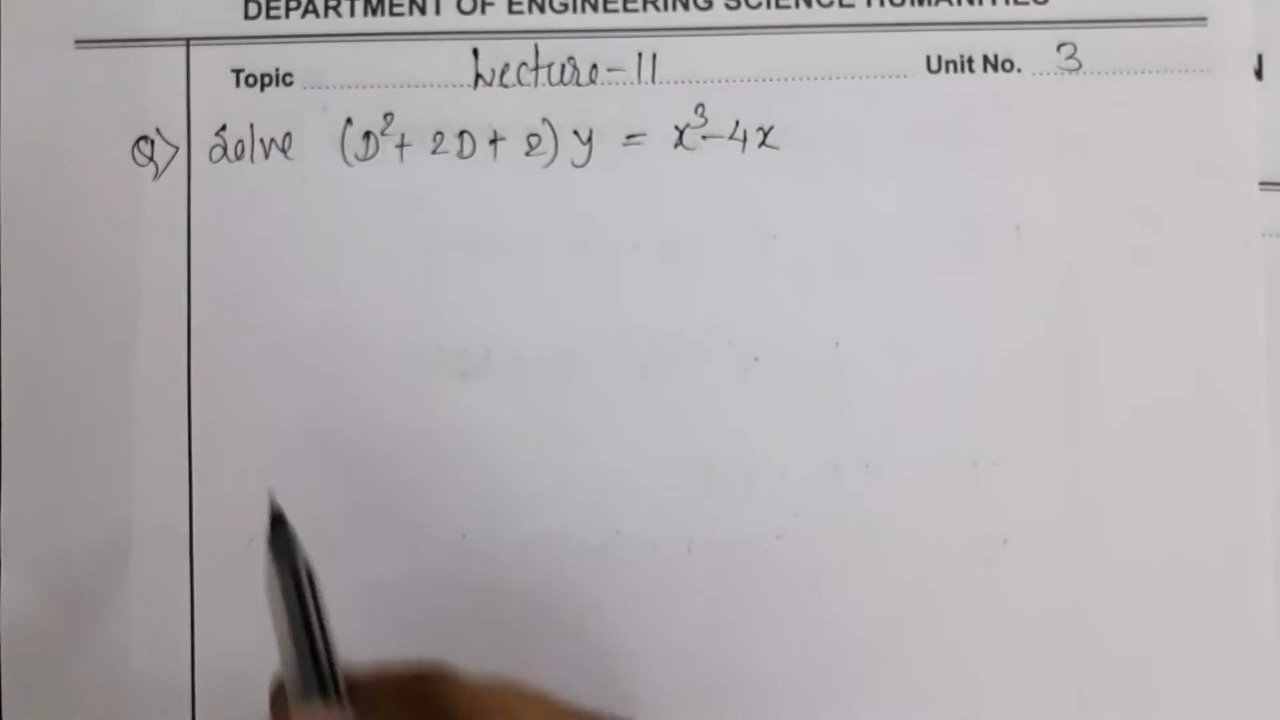 DEPARTMENT OF ENGINEERING SCIENCE HUMANITIES
Topic Lecture-11 Unit No. 3
Q) Solve (D²+ 2D+ 2) y = x³-4x